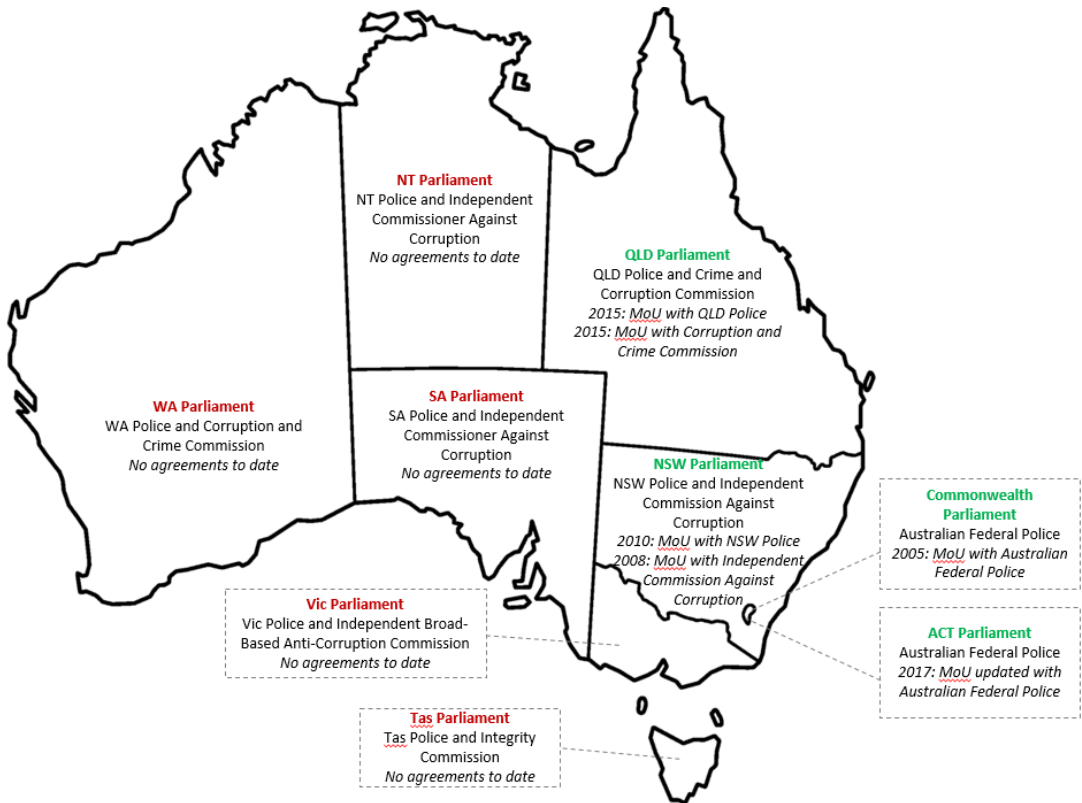 NT Parliament
NT Police and Independent
Commissioner Against
Corruption
No agreements to date
QLD Parliament
QLD Police and Crime and
Corruption Commission
2015: MoU with QLD Police
2015: MoU with Corruption and
Crime Commission
WA Parliament
WA Police and Corruption and
Crime Commission
No agreements to date
SA Parliament
SA Police and Independent
Commissioner Against
Corruption
No agreements to date
NSW Parliament
NSW Police and Independent
Commission Against
Corruption
2010: MoU with NSW Police
2008: MoU with Independent
Commission Against
Corruption
Commonwealth
Parliament
Australian Federal Police
2005: MoU with Australian
Federal Police
Vic Parliament
Vic Police and Independent Broad-
Based Anti-Corruption Commission
No agreements to date
ACT Parliament
Australian Federal Police
2017: MoU updated with
Australian Federal Police
Tas Parliament
Tas Police and Integrity
Commission
No agreements to date